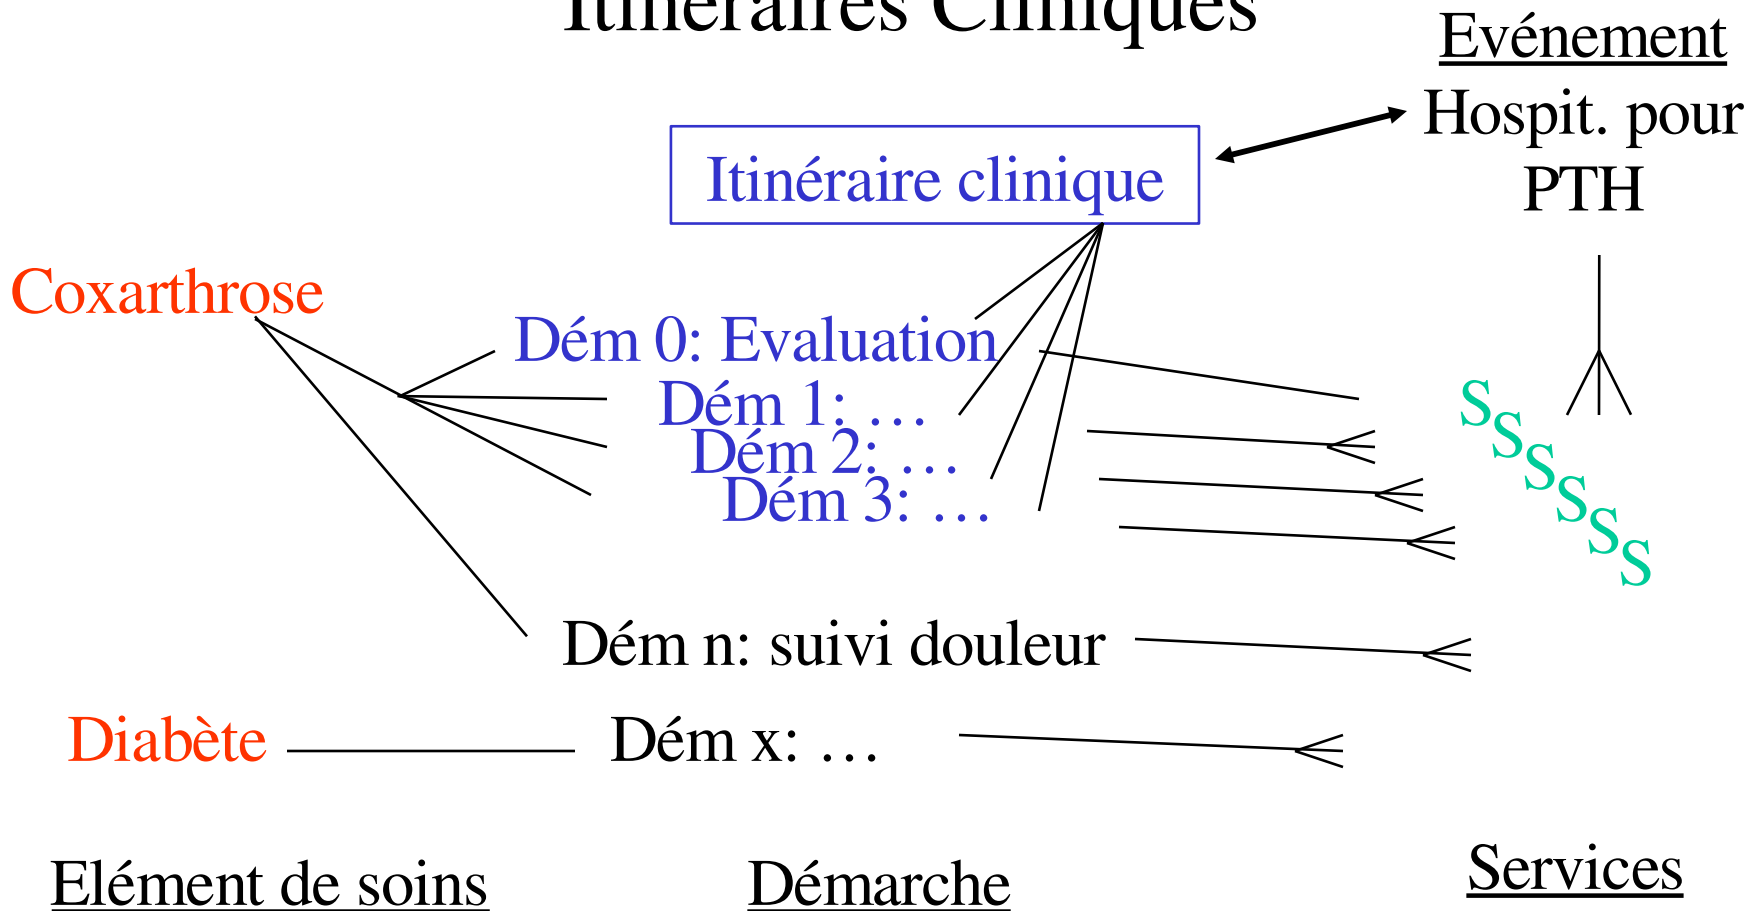 Itinéraires Cliniques
Evénement
Hospit. pour
PTH
Itinéraire clinique
Coxarthrose
Dém 0: Evaluation
Dém 1: …
Dém 2: …
Dém 3: …
S
S
S
S
S
S
Dém n: suivi douleur
Diabète
Dém x: …
Elément de soins
Démarche
Services